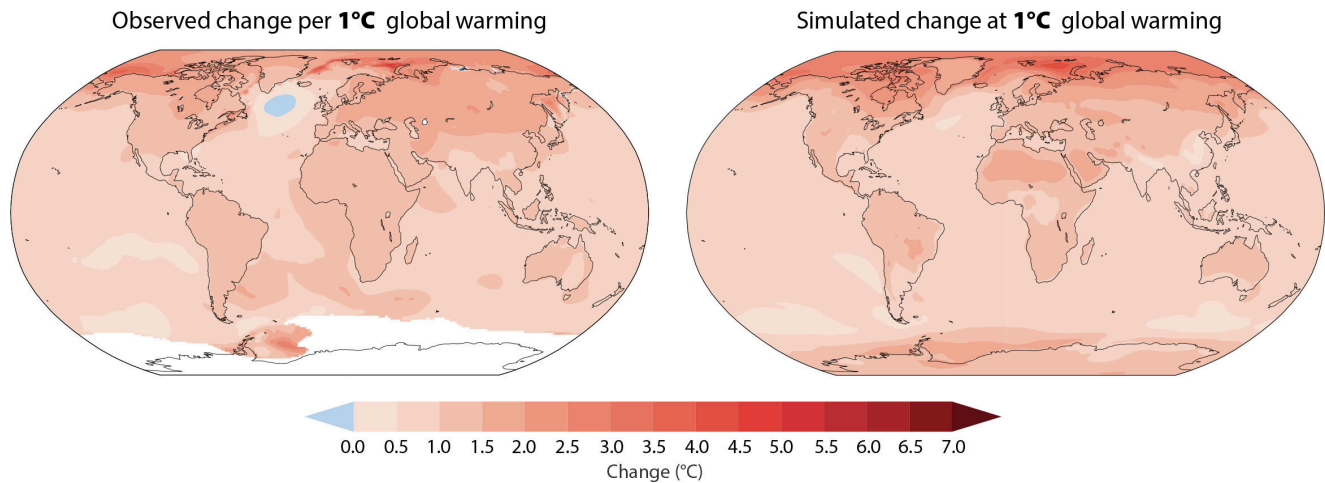 Observed change per 1°C global warming
Simulated change at 1°C global warming
0.0 0.5 1.0 1.5 2.0 2.5 3.0 3.5 4.0 4.5 5.0 5.5 6.0 6.5 7.0
Change (°C)